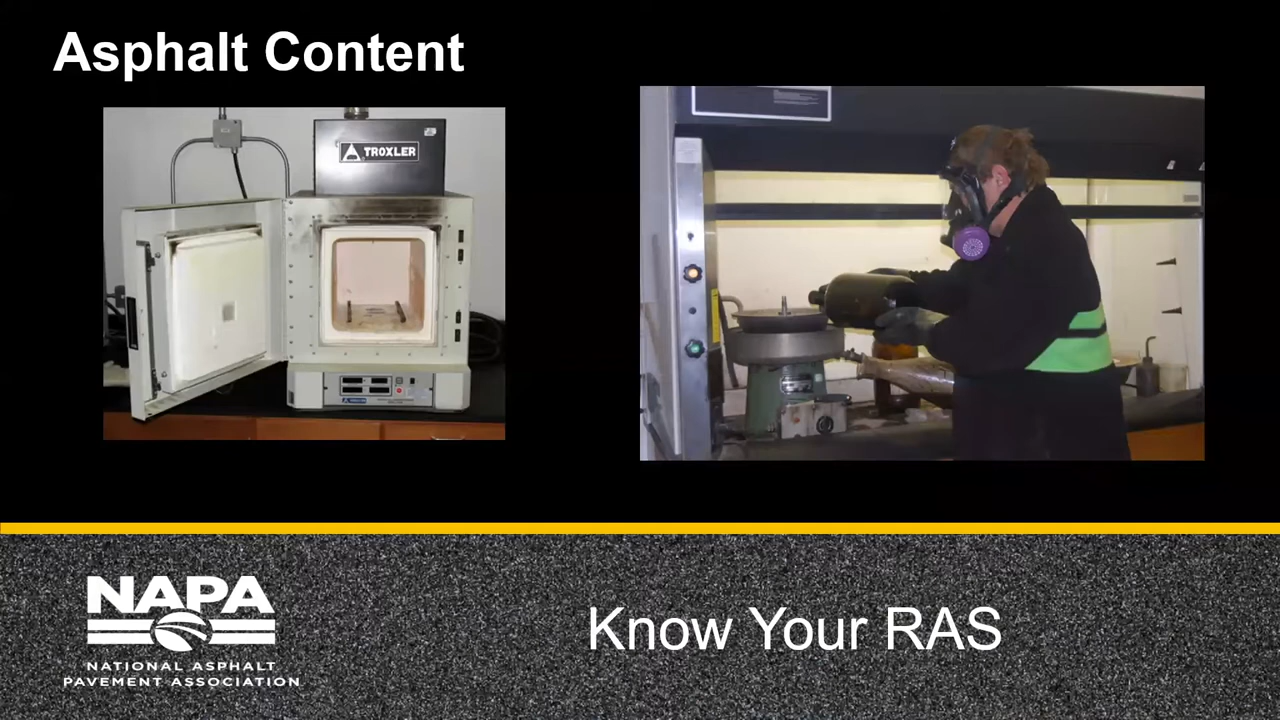 Asphalt Content
TROXLER
NAPA
NATIONAL ASPHALT
PAVEMENT ASSOCIATION
Know Your RAS